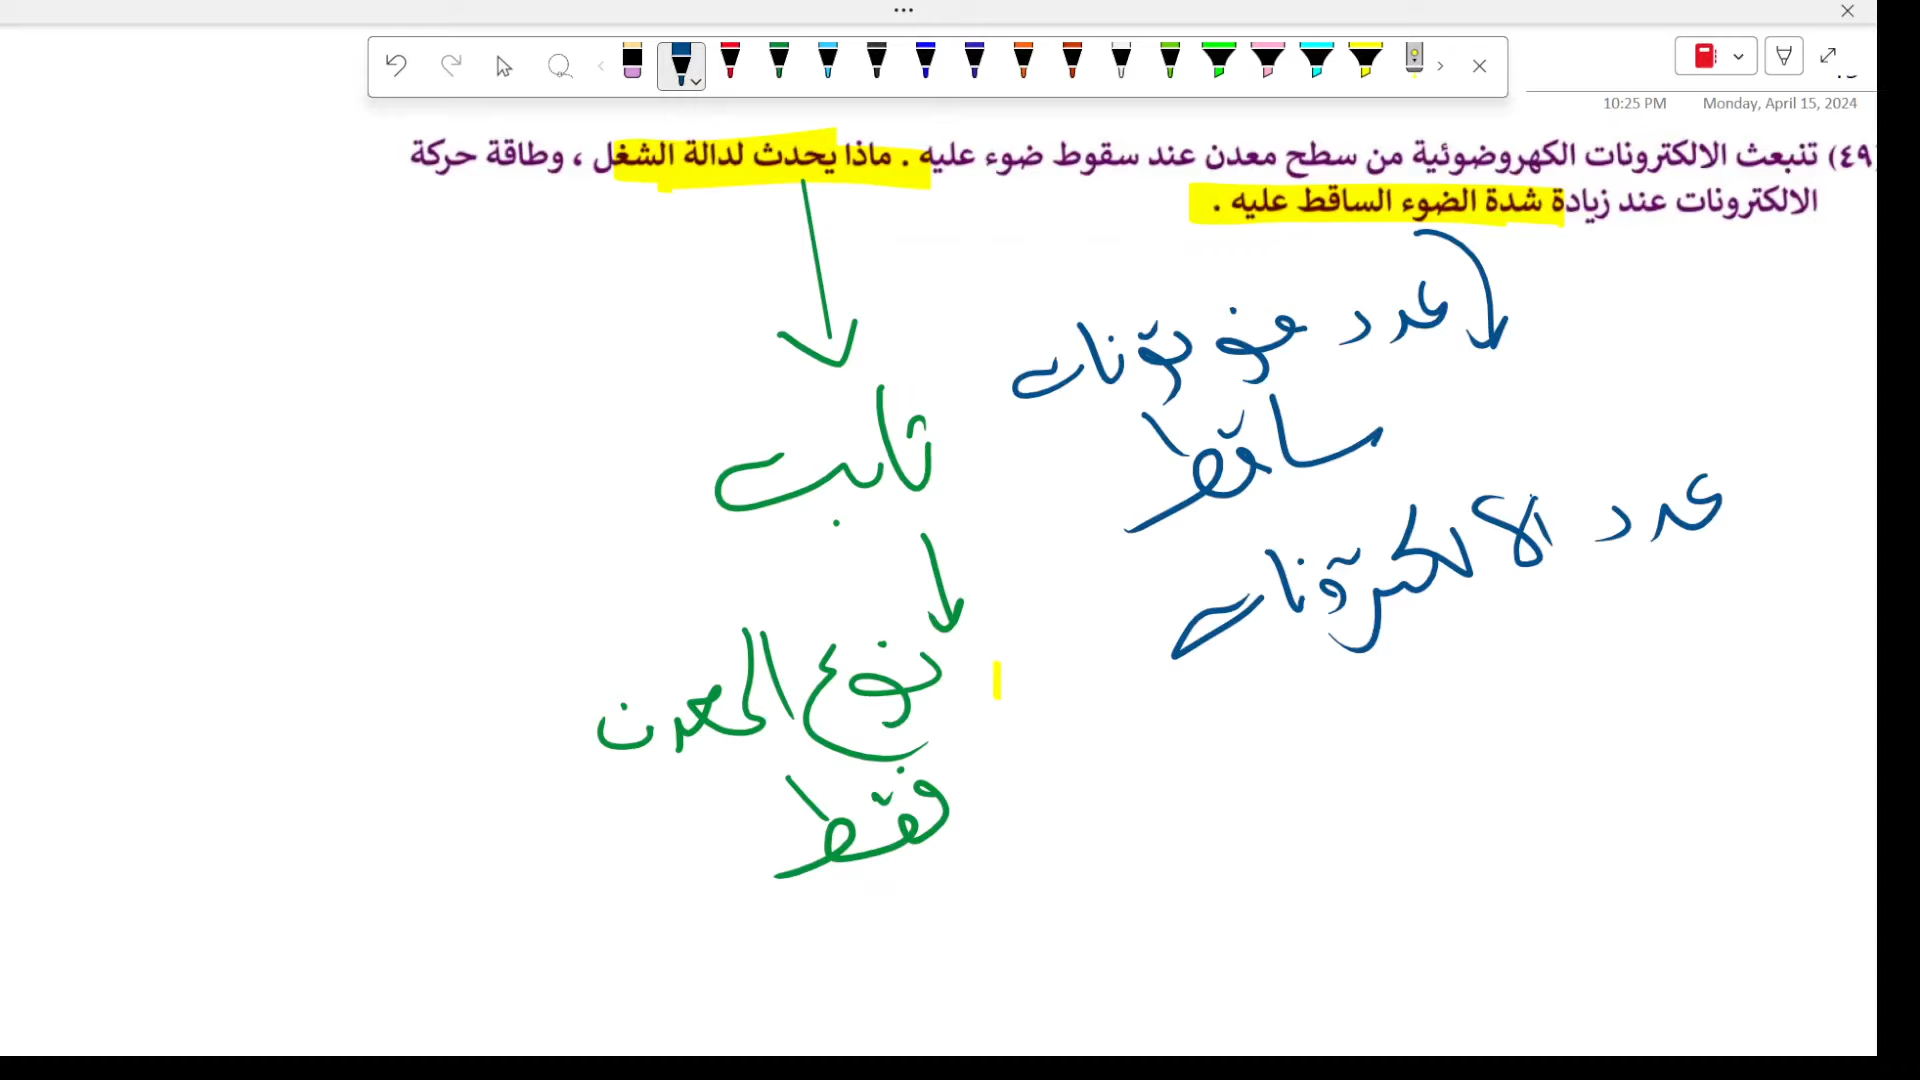 10:25 PM Monday, April 15, 2024
٤٩) تنبعث الالكترونات الكهروضوئية من سطح معدن عند سقوط ضوء عليه . ماذا يحدث لدالة الشغل ، وطاقة حركة
الالكترونات عند زيادة شدة الضوء الساقط عليه .
عدد فوتونات
ساقط
عدد الالكترونات
ثابت
نوع المعدن
فقط